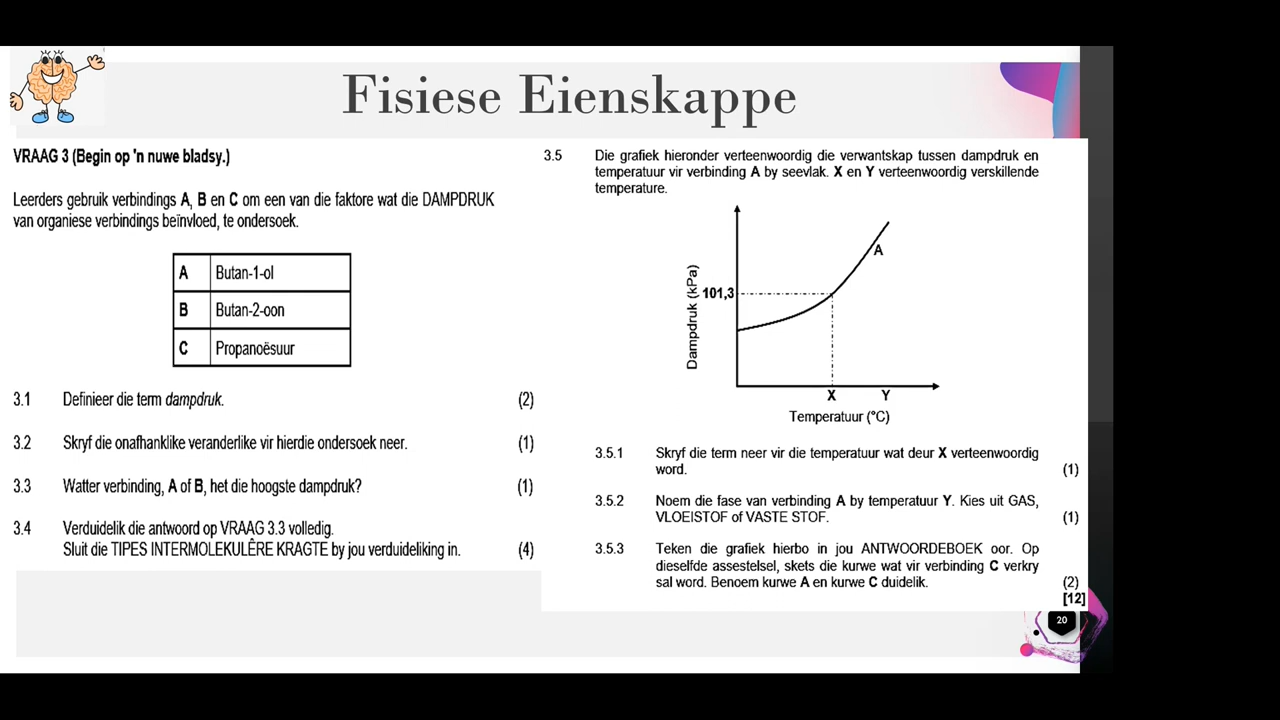 Fisiese Eienskappe
VRAAG 3 (Begin op 'n nuwe bladsy.)
Leerders gebruik verbindings A, B en C om een van die faktore wat die DAMPDRUK
van organiese verbindings beïnvloed, te ondersoek.
A Butan-1-ol
B Butan-2-oon
C Propanoësuur
3.1 Definieer die term dampdruk. (2)
3.2 Skryf die onafhanklike veranderlike vir hierdie ondersoek neer. (1)
3.3 Watter verbinding, A of B, het die hoogste dampdruk? (1)
3.4 Verduidelik die antwoord op VRAAG 3.3 volledig.
Sluit die TIPES INTERMOLEKULÊRE KRAGTE by jou verduideliking in. (4)
3.5 Die grafiek hieronder verteenwoordig die verwantskap tussen dampdruk en
temperatuur vir verbinding A by seevlak. X en Y verteenwoordig verskillende
temperature.
A
Dampdruk (kPa)
101,3
X Y
Temperatuur (°C)
3.5.1 Skryf die term neer vir die temperatuur wat deur X verteenwoordig
word. (1)
3.5.2 Noem die fase van verbinding A by temperatuur Y. Kies uit GAS,
VLOEISTOF of VASTE STOF. (1)
3.5.3 Teken die grafiek hierbo in jou ANTWOORDEBOEK oor. Op
dieselfde assestelsel, skets die kurwe wat vir verbinding C verkry
sal word. Benoem kurwe A en kurwe C duidelik. (2)
[12]
20